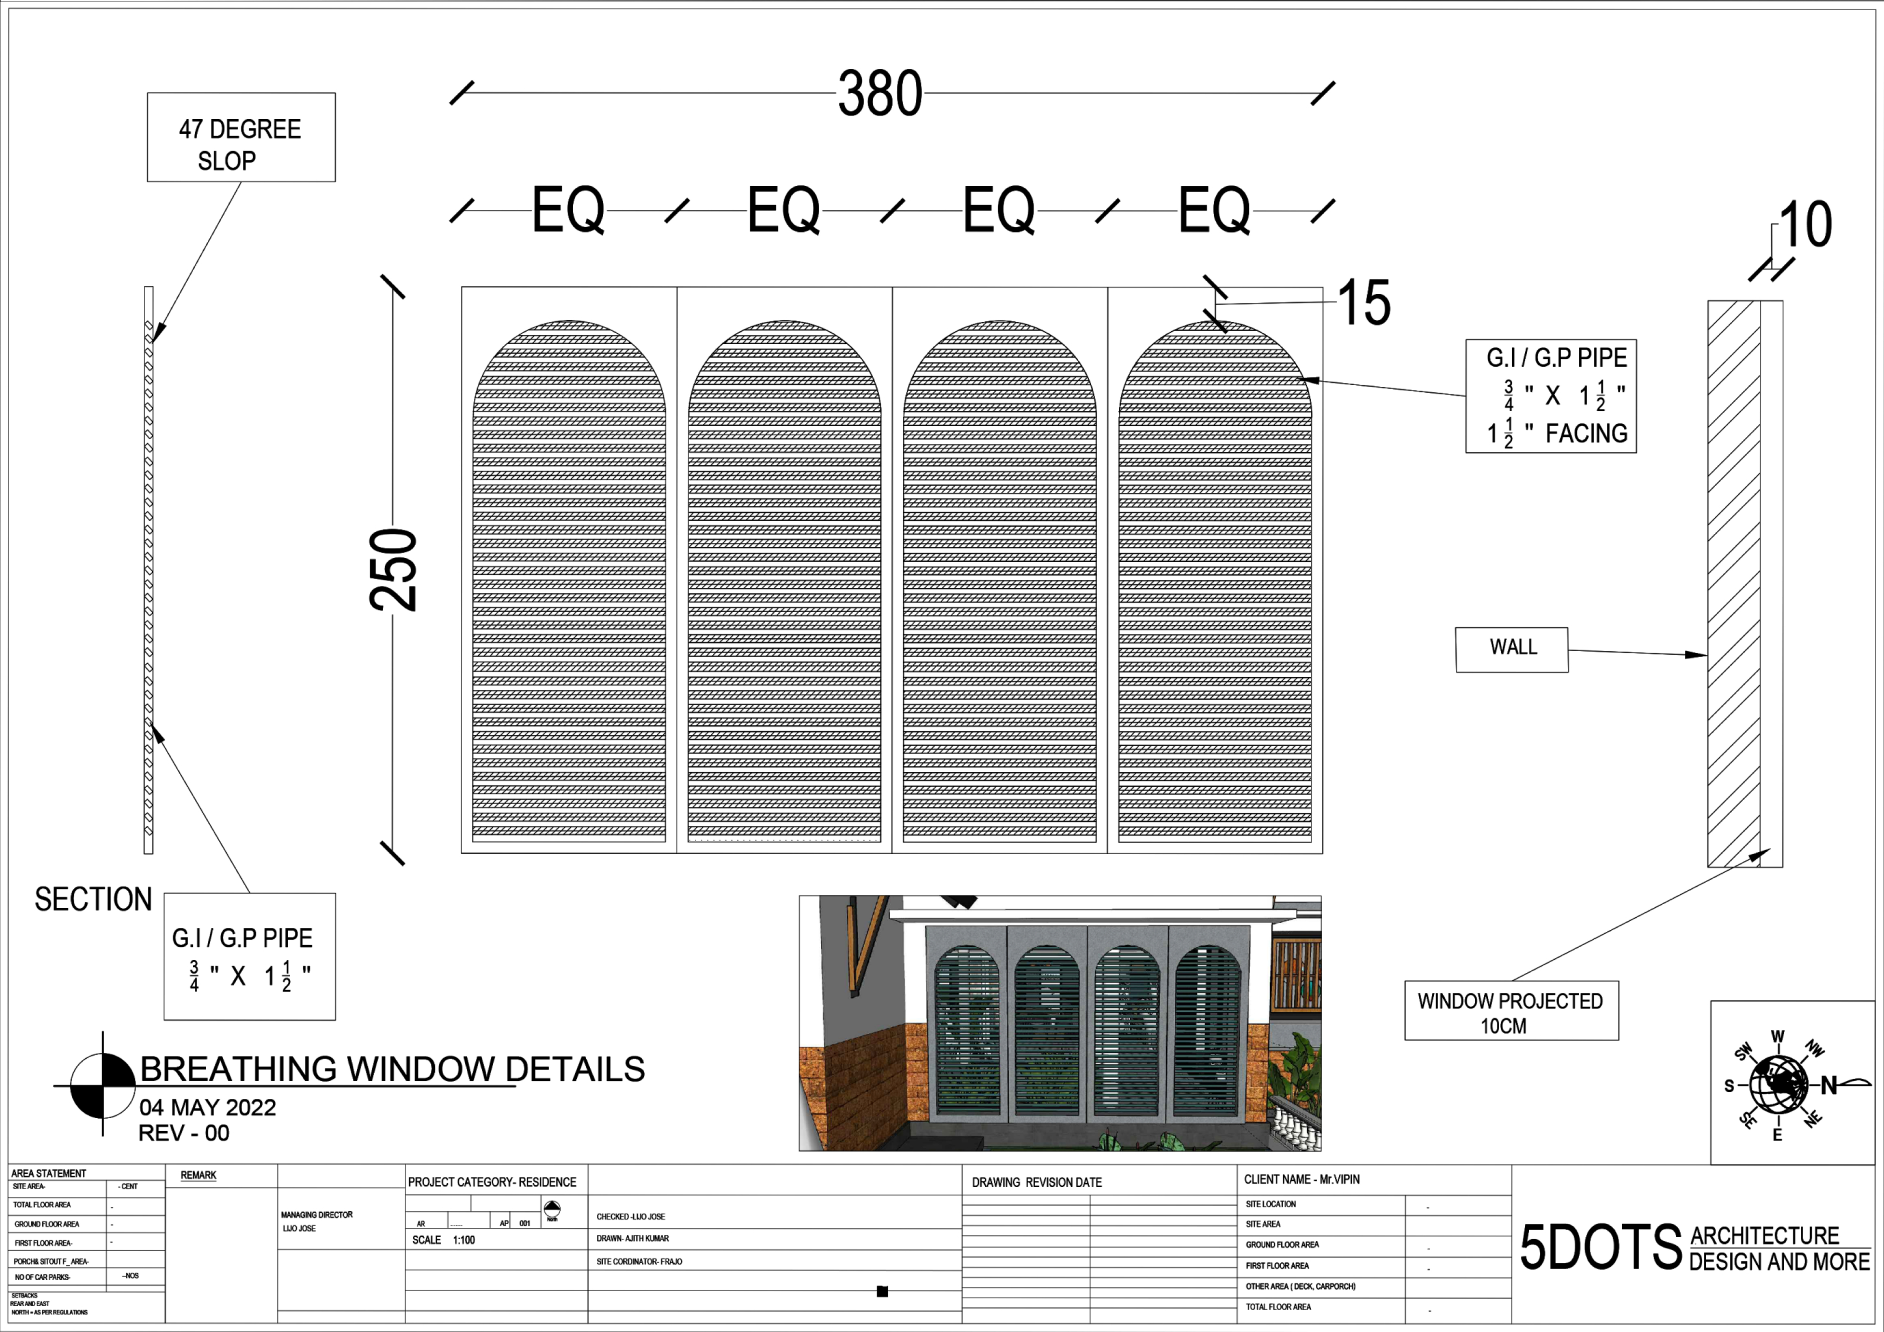 380
47 DEGREE
SLOP
EQ EQ EQ EQ
10
15
G.I / G.P PIPE
3/4 " X 1 1/2 "
1 1/2 " FACING
250
WALL
SECTION
G.I / G.P PIPE
3/4 " X 1 1/2 "
WINDOW PROJECTED
10CM
BREATHING WINDOW DETAILS
04 MAY 2022
REV - 00
W
SW NW
S N
SE NE
E
AREA STATEMENT
SITE AREA- - CENT
TOTAL FLOOR AREA -
GROUND FLOOR AREA -
FIRST FLOOR AREA- -
PORCH& SITOUT F_ AREA-
NO OF CAR PARKS- --NOS
SETBACKS
REAR AND EAST
NORTH = AS PER REGULATIONS
REMARK
MANAGING DIRECTOR
LIJO JOSE
PROJECT CATEGORY- RESIDENCE
AR ....... AP 001 North
SCALE 1:100
CHECKED -LIJO JOSE
DRAWN- AJITH KUMAR
SITE CORDINATOR- FRAJO
DRAWING REVISION DATE
CLIENT NAME - Mr.VIPIN
SITE LOCATION -
SITE AREA
GROUND FLOOR AREA -
FIRST FLOOR AREA -
OTHER AREA ( DECK, CARPORCH)
TOTAL FLOOR AREA -
5DOTS ARCHITECTURE
DESIGN AND MORE